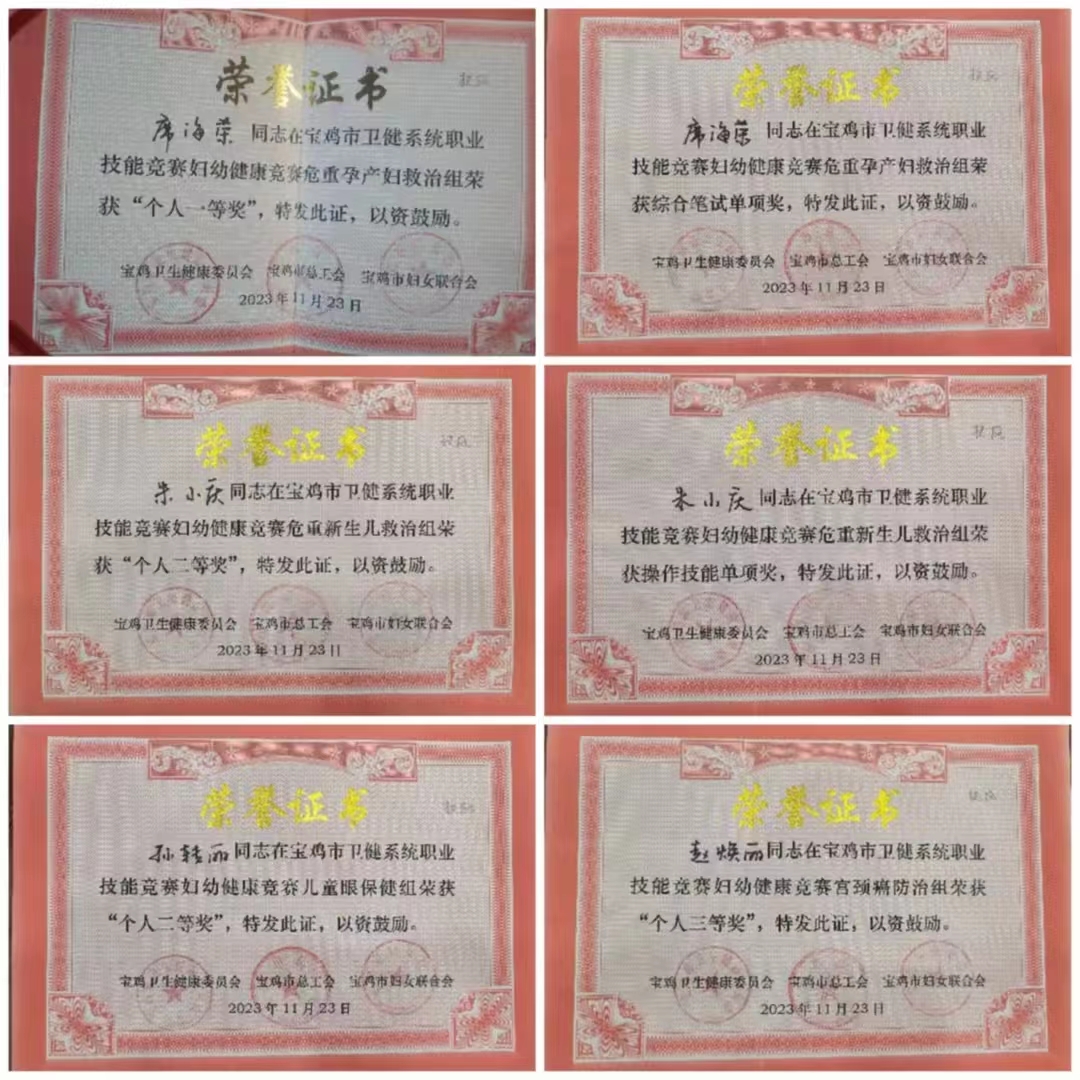 荣誉证书
席海荣 同志在宝鸡市卫健系统职业
技能竞赛妇幼健康竞赛危重孕产妇救治组荣
获“个人一等奖”，特发此证，以资鼓励。
宝鸡卫生健康委员会 宝鸡市总工会 宝鸡市妇女联合会
2023年11月23日
荣誉证书
席海荣 同志在宝鸡市卫健系统职业
技能竞赛妇幼健康竞赛危重孕产妇救治组荣
获综合笔试单项奖，特发此证，以资鼓励。
宝鸡卫生健康委员会 宝鸡市总工会 宝鸡市妇女联合会
2023年11月23日
荣誉证书
朱小庆同志在宝鸡市卫健系统职业
技能竞赛妇幼健康竞赛危重新生儿救治组荣
获“个人二等奖”，特发此证，以资鼓励。
宝鸡卫生健康委员会 宝鸡市总工会 宝鸡市妇女联合会
2023年11月23日
荣誉证书
朱小庆同志在宝鸡市卫健系统职业
技能竞赛妇幼健康竞赛危重新生儿救治组荣
获操作技能单项奖，特发此证，以资鼓励。
宝鸡卫生健康委员会 宝鸡市总工会 宝鸡市妇女联合会
2023年11月23日
荣誉证书
孙转丽同志在宝鸡市卫健系统职业
技能竞赛妇幼健康竞赛儿童眼保健组荣获
“个人二等奖”，特发此证，以资鼓励。
宝鸡卫生健康委员会 宝鸡市总工会 宝鸡市妇女联合会
2023年11月23日
荣誉证书
赵焕丽同志在宝鸡市卫健系统职业
技能竞赛妇幼健康竞赛宫颈癌防治组荣获
“个人三等奖”，特发此证，以资鼓励。
宝鸡卫生健康委员会 宝鸡市总工会 宝鸡市妇女联合会
2023年11月23日